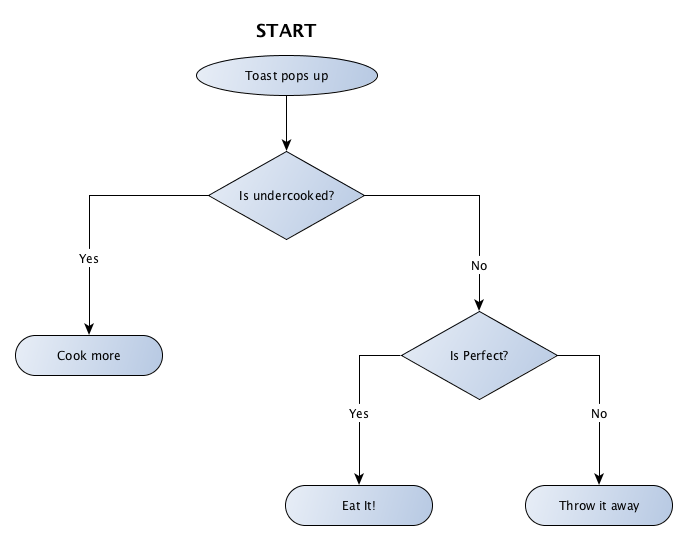 START
Toast pops up
Is undercooked?
Yes
No
Cook more
Is Perfect?
Yes
No
Eat It!
Throw it away